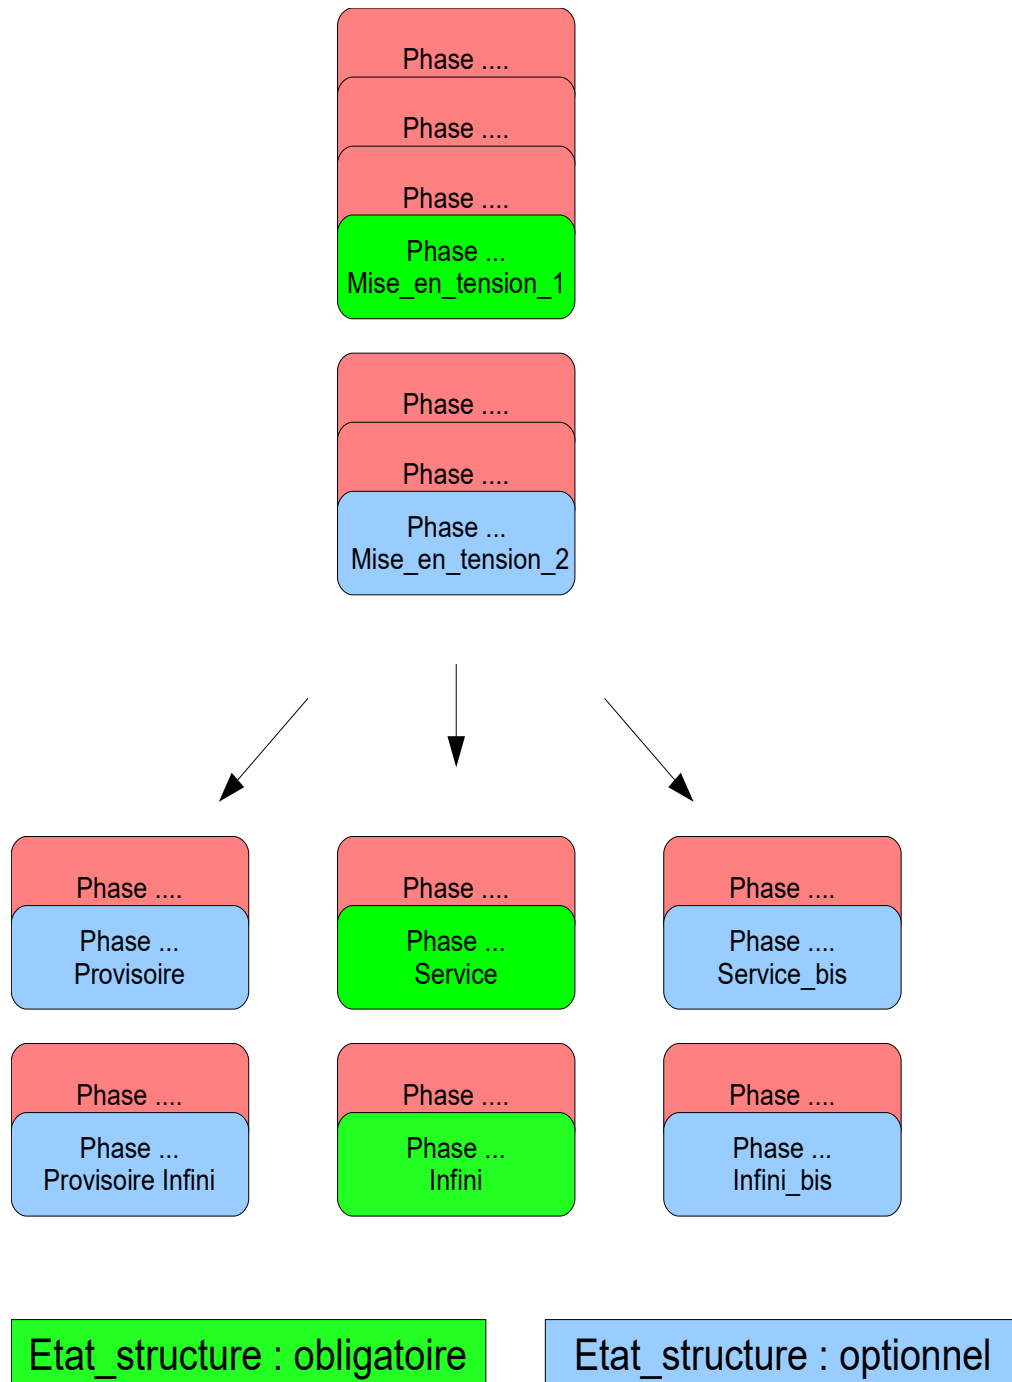 Phase ....
Phase ....
Phase ....
Phase ...
Mise_en_tension_1
Phase ....
Phase ....
Phase ...
Mise_en_tension_2
Phase ....
Phase ...
Provisoire
Phase ....
Phase ...
Service
Phase ....
Phase ....
Service_bis
Phase ....
Phase ...
Provisoire Infini
Phase ....
Phase ...
Infini
Phase ....
Phase ...
Infini_bis
Etat_structure : obligatoire
Etat_structure : optionnel